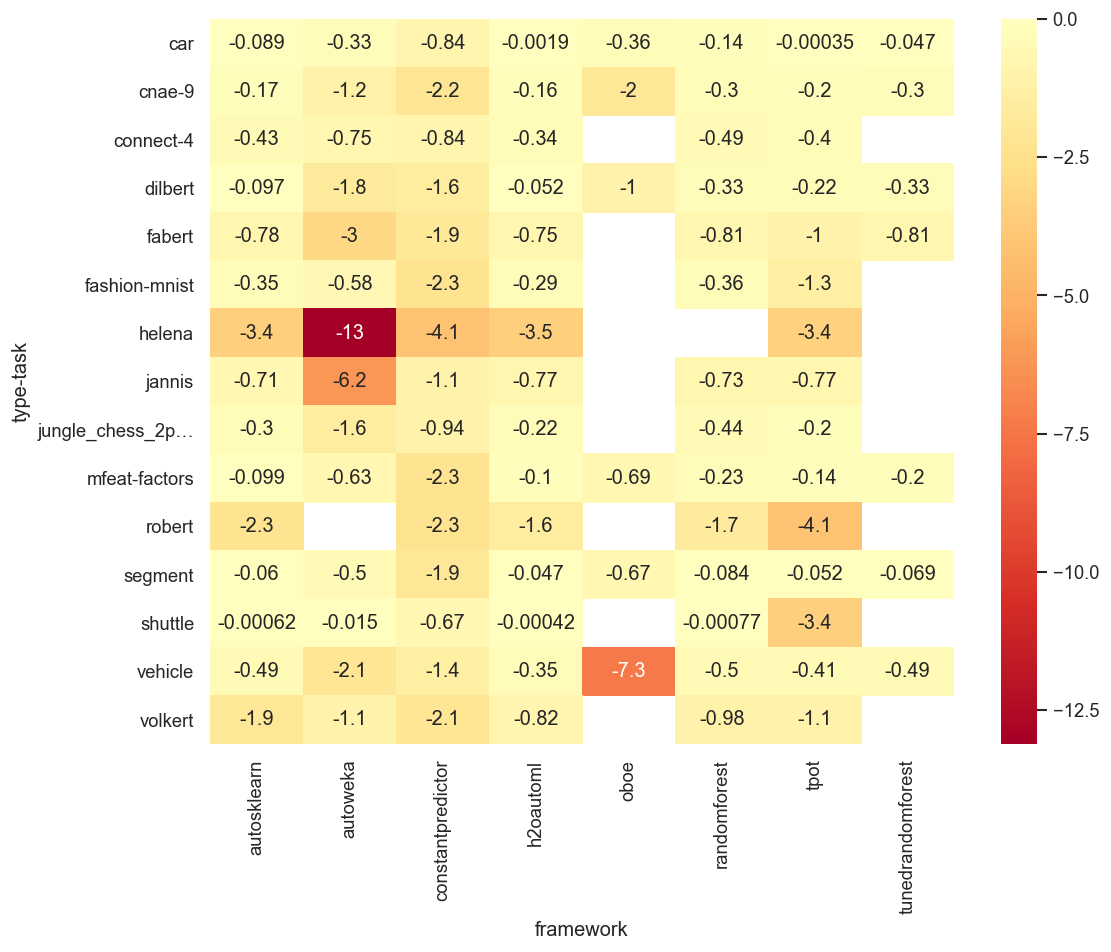 car -0.089 -0.33 -0.84 -0.0019 -0.36 -0.14 -0.00035 -0.047
cnae-9 -0.17 -1.2 -2.2 -0.16 -2 -0.3 -0.2 -0.3
connect-4 -0.43 -0.75 -0.84 -0.34 -0.49 -0.4
dilbert -0.097 -1.8 -1.6 -0.052 -1 -0.33 -0.22 -0.33
fabert -0.78 -3 -1.9 -0.75 -0.81 -1 -0.81
fashion-mnist -0.35 -0.58 -2.3 -0.29 -0.36 -1.3
helena -3.4 -13 -4.1 -3.5 -3.4
jannis -0.71 -6.2 -1.1 -0.77 -0.73 -0.77
jungle_chess_2p… -0.3 -1.6 -0.94 -0.22 -0.44 -0.2
mfeat-factors -0.099 -0.63 -2.3 -0.1 -0.69 -0.23 -0.14 -0.2
robert -2.3 -2.3 -1.6 -1.7 -4.1
segment -0.06 -0.5 -1.9 -0.047 -0.67 -0.084 -0.052 -0.069
shuttle -0.00062 -0.015 -0.67 -0.00042 -0.00077 -3.4
vehicle -0.49 -2.1 -1.4 -0.35 -7.3 -0.5 -0.41 -0.49
volkert -1.9 -1.1 -2.1 -0.82 -0.98 -1.1
type-task
autosklearn
autoweka
constantpredictor
h2oautoml
oboe
randomforest
tpot
tunedrandomforest
framework
0.0
−2.5
−5.0
−7.5
−10.0
−12.5